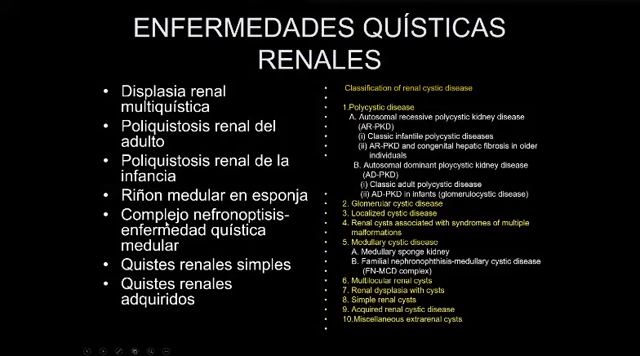 ENFERMEDADES QUÍSTICAS
RENALES
• Displasia renal
multiquística
• Poliquistosis renal del
adulto
• Poliquistosis renal de la
infancia
• Riñon medular en esponja
• Complejo nefronoptisis-
enfermedad quística
medular
• Quistes renales simples
• Quistes renales
adquiridos
Classification of renal cystic disease
1.Polycystic disease
A. Autosomal recessive polycystic kidney disease
(AR-PKD)
(i) Classic infantile polycystic diseases
(ii) AR-PKD and congenital hepatic fibrosis in older
individuals
B. Autosomal dominant ploycystic kidney disease
(AD-PKD)
(i) Classic adult polycystic disease
(ii) AD-PKD in infants (glomerulocystic disease)
2. Glomerular cystic disease
3. Localized cystic disease
4. Renal cysts associated with syndromes of multiple
malformations
5. Medullary cystic disease
A. Medullary sponge kidney
B. Familial nephronophthisis-medullary cystic disease
(FN-MCD complex)
6. Multilocular renal cysts
7. Renal dysplasia with cysts
8. Simple renal cysts
9. Acquired renal cystic disease
10.Miscellaneous extrarenal cysts